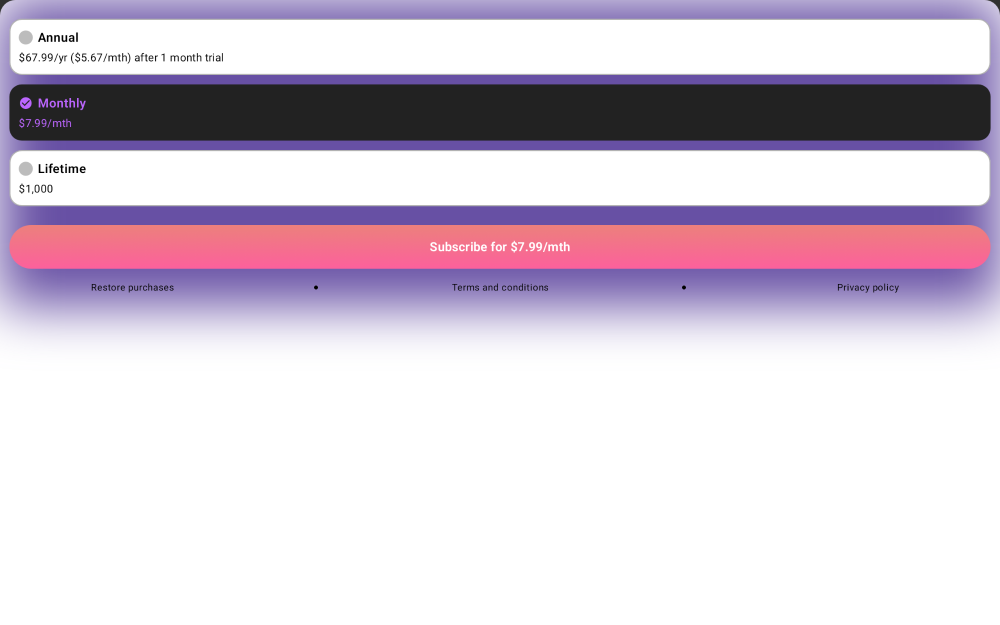 Annual
$67.99/yr ($5.67/mth) after 1 month trial
Monthly
$7.99/mth
Lifetime
$1,000
Subscribe for $7.99/mth
Restore purchases • Terms and conditions • Privacy policy